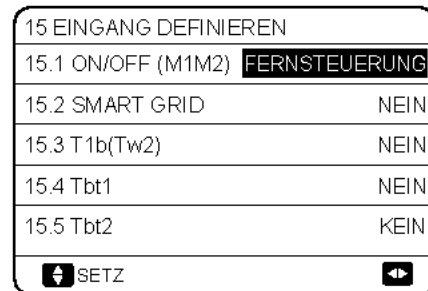 15 EINGANG DEFINIEREN
15.1 ON/OFF (M1M2) FERNSTEUERUNG
15.2 SMART GRID NEIN
15.3 T1b(Tw2) NEIN
15.4 Tbt1 NEIN
15.5 Tbt2 KEIN
SETZ